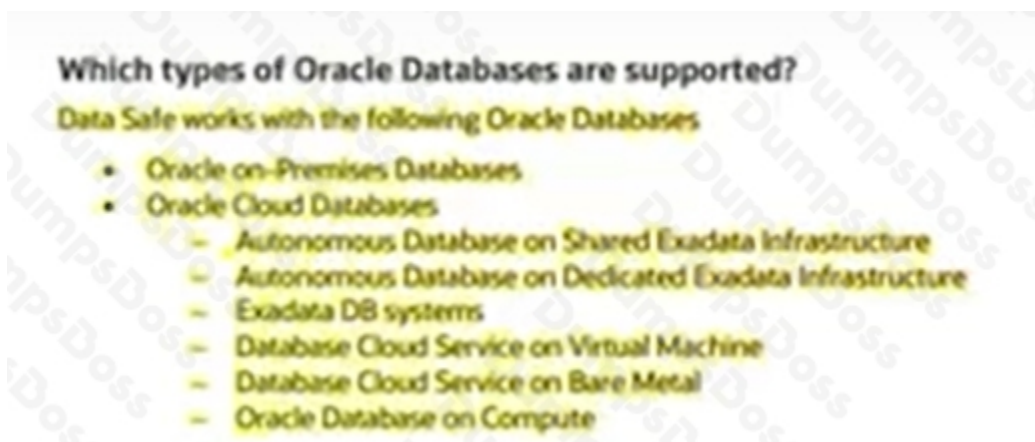 Which types of Oracle Databases are supported?
Data Safe works with the following Oracle Databases
• Oracle on-Premises Databases
• Oracle Cloud Databases
– Autonomous Database on Shared Exadata Infrastructure
– Autonomous Database on Dedicated Exadata Infrastructure
– Exadata DB systems
– Database Cloud Service on Virtual Machine
– Database Cloud Service on Bare Metal
– Oracle Database on Compute
DumpsDoss